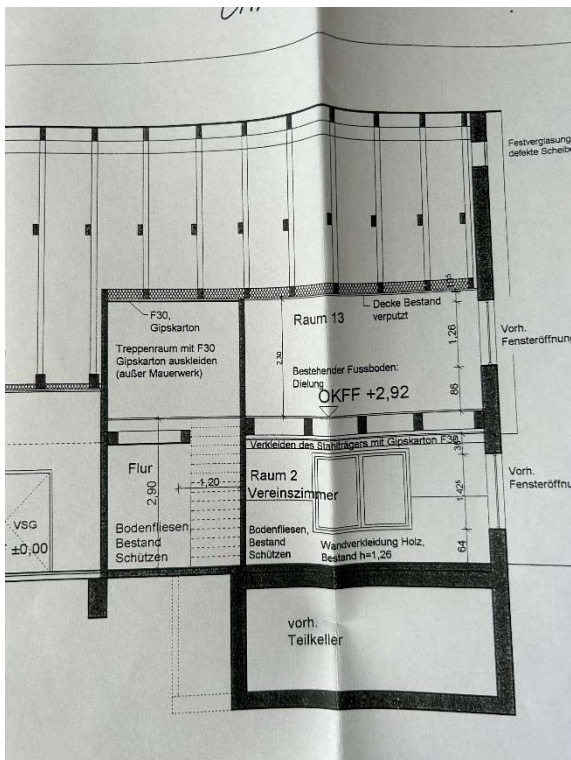 Festverglasung
defekte Scheibe
F30,
Gipskarton
Treppenraum mit F30
Gipskarton auskleiden
(außer Mauerwerk)
Raum 13
Decke Bestand
verputzt
2,30
1,26
86
Bestehender Fussboden:
Dielung
OKFF +2,92
Vorh.
Fensteröffnung
Verkleiden des Stahlträgers mit Gipskarton F30
Flur
2,90
1,20
Raum 2
Vereinszimmer
1,42⁵
64
Vorh.
Fensteröffnu
VSG
±0,00
Bodenfliesen,
Bestand
Schützen
Bodenfliesen,
Bestand
Schützen
Wandverkleidung Holz,
Bestand h=1,26
vorh.
Teilkeller